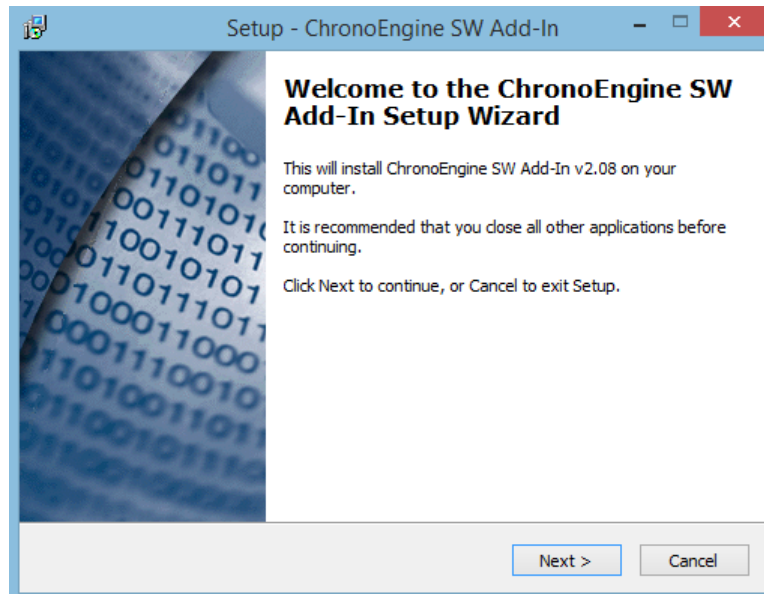 Setup - ChronoEngine SW Add-In
Welcome to the ChronoEngine SW
Add-In Setup Wizard
This will install ChronoEngine SW Add-In v2.08 on your
computer.
It is recommended that you close all other applications before
continuing.
Click Next to continue, or Cancel to exit Setup.
Next >
Cancel